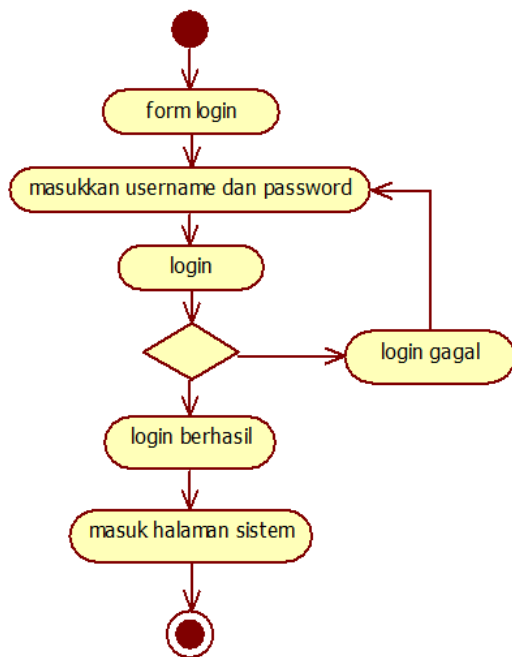 form login
masukkan username dan password
login
login gagal
login berhasil
masuk halaman sistem